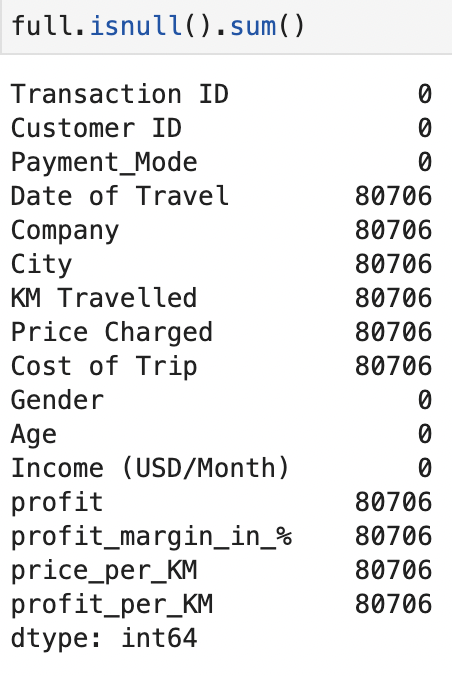 full.isnull().sum()
Transaction ID 0
Customer ID 0
Payment_Mode 0
Date of Travel 80706
Company 80706
City 80706
KM Travelled 80706
Price Charged 80706
Cost of Trip 80706
Gender 0
Age 0
Income (USD/Month) 0
profit 80706
profit_margin_in_% 80706
price_per_KM 80706
profit_per_KM 80706
dtype: int64